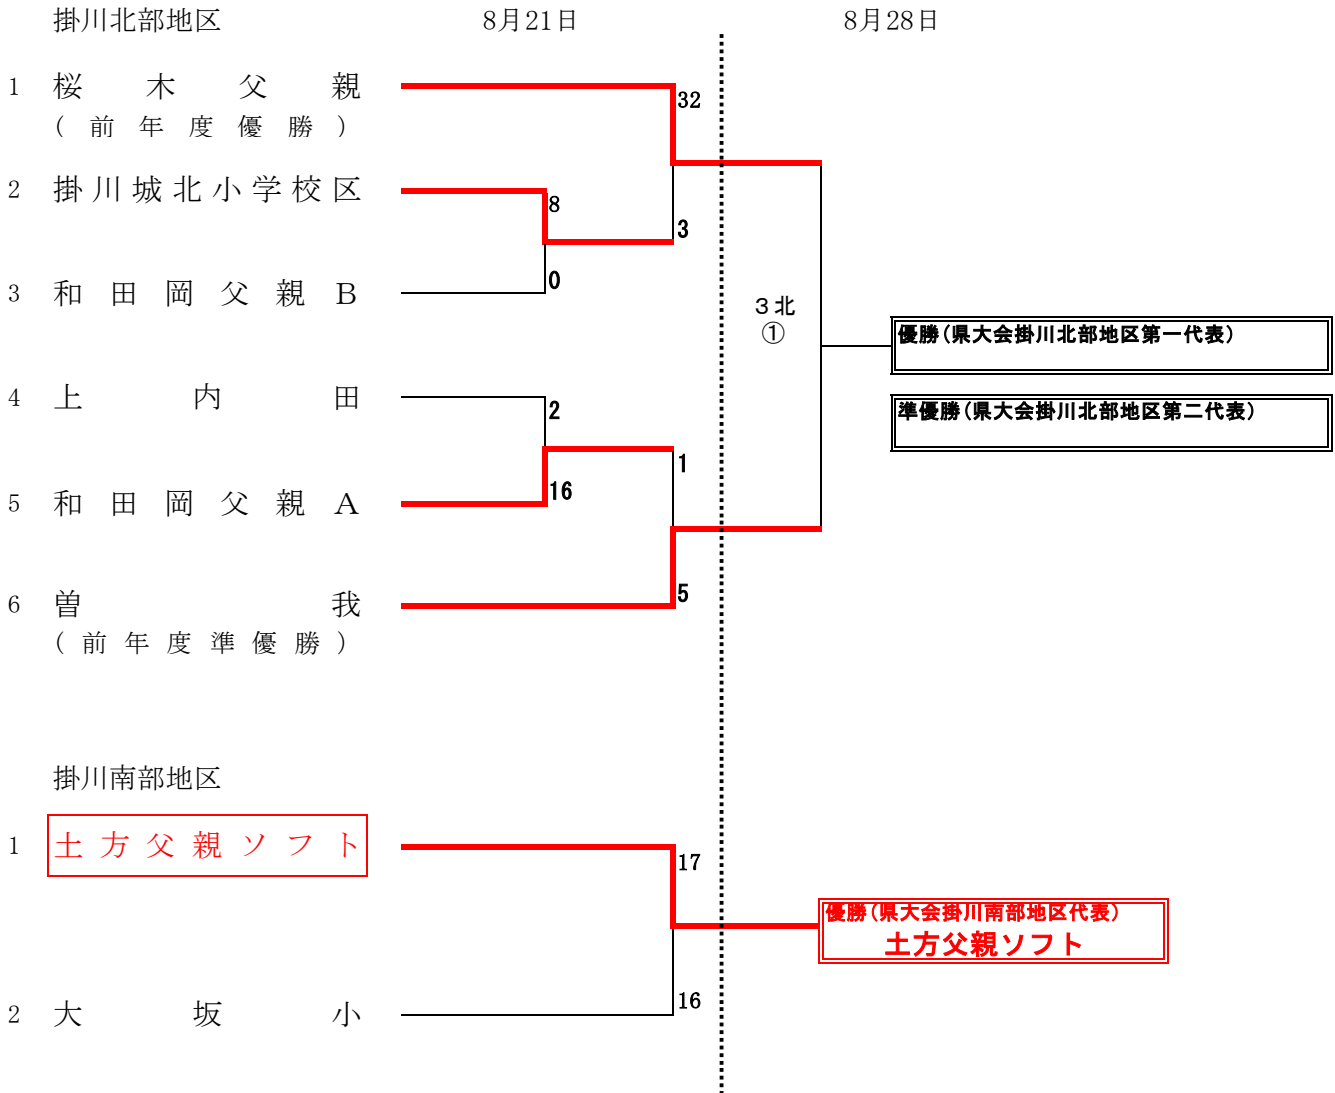 掛川北部地区 8月21日 8月28日
1 桜木父親 32
(前年度優勝)
2 掛川城北小学校区 8
3
3 和田岡父親B 0
3北
①
優勝(県大会掛川北部地区第一代表)
4 上内田 2
準優勝(県大会掛川北部地区第二代表)
1
5 和田岡父親A 16
6 曽我 5
(前年度準優勝)
掛川南部地区
1 土方父親ソフト 17
優勝(県大会掛川南部地区代表)
土方父親ソフト
2 大坂小 16